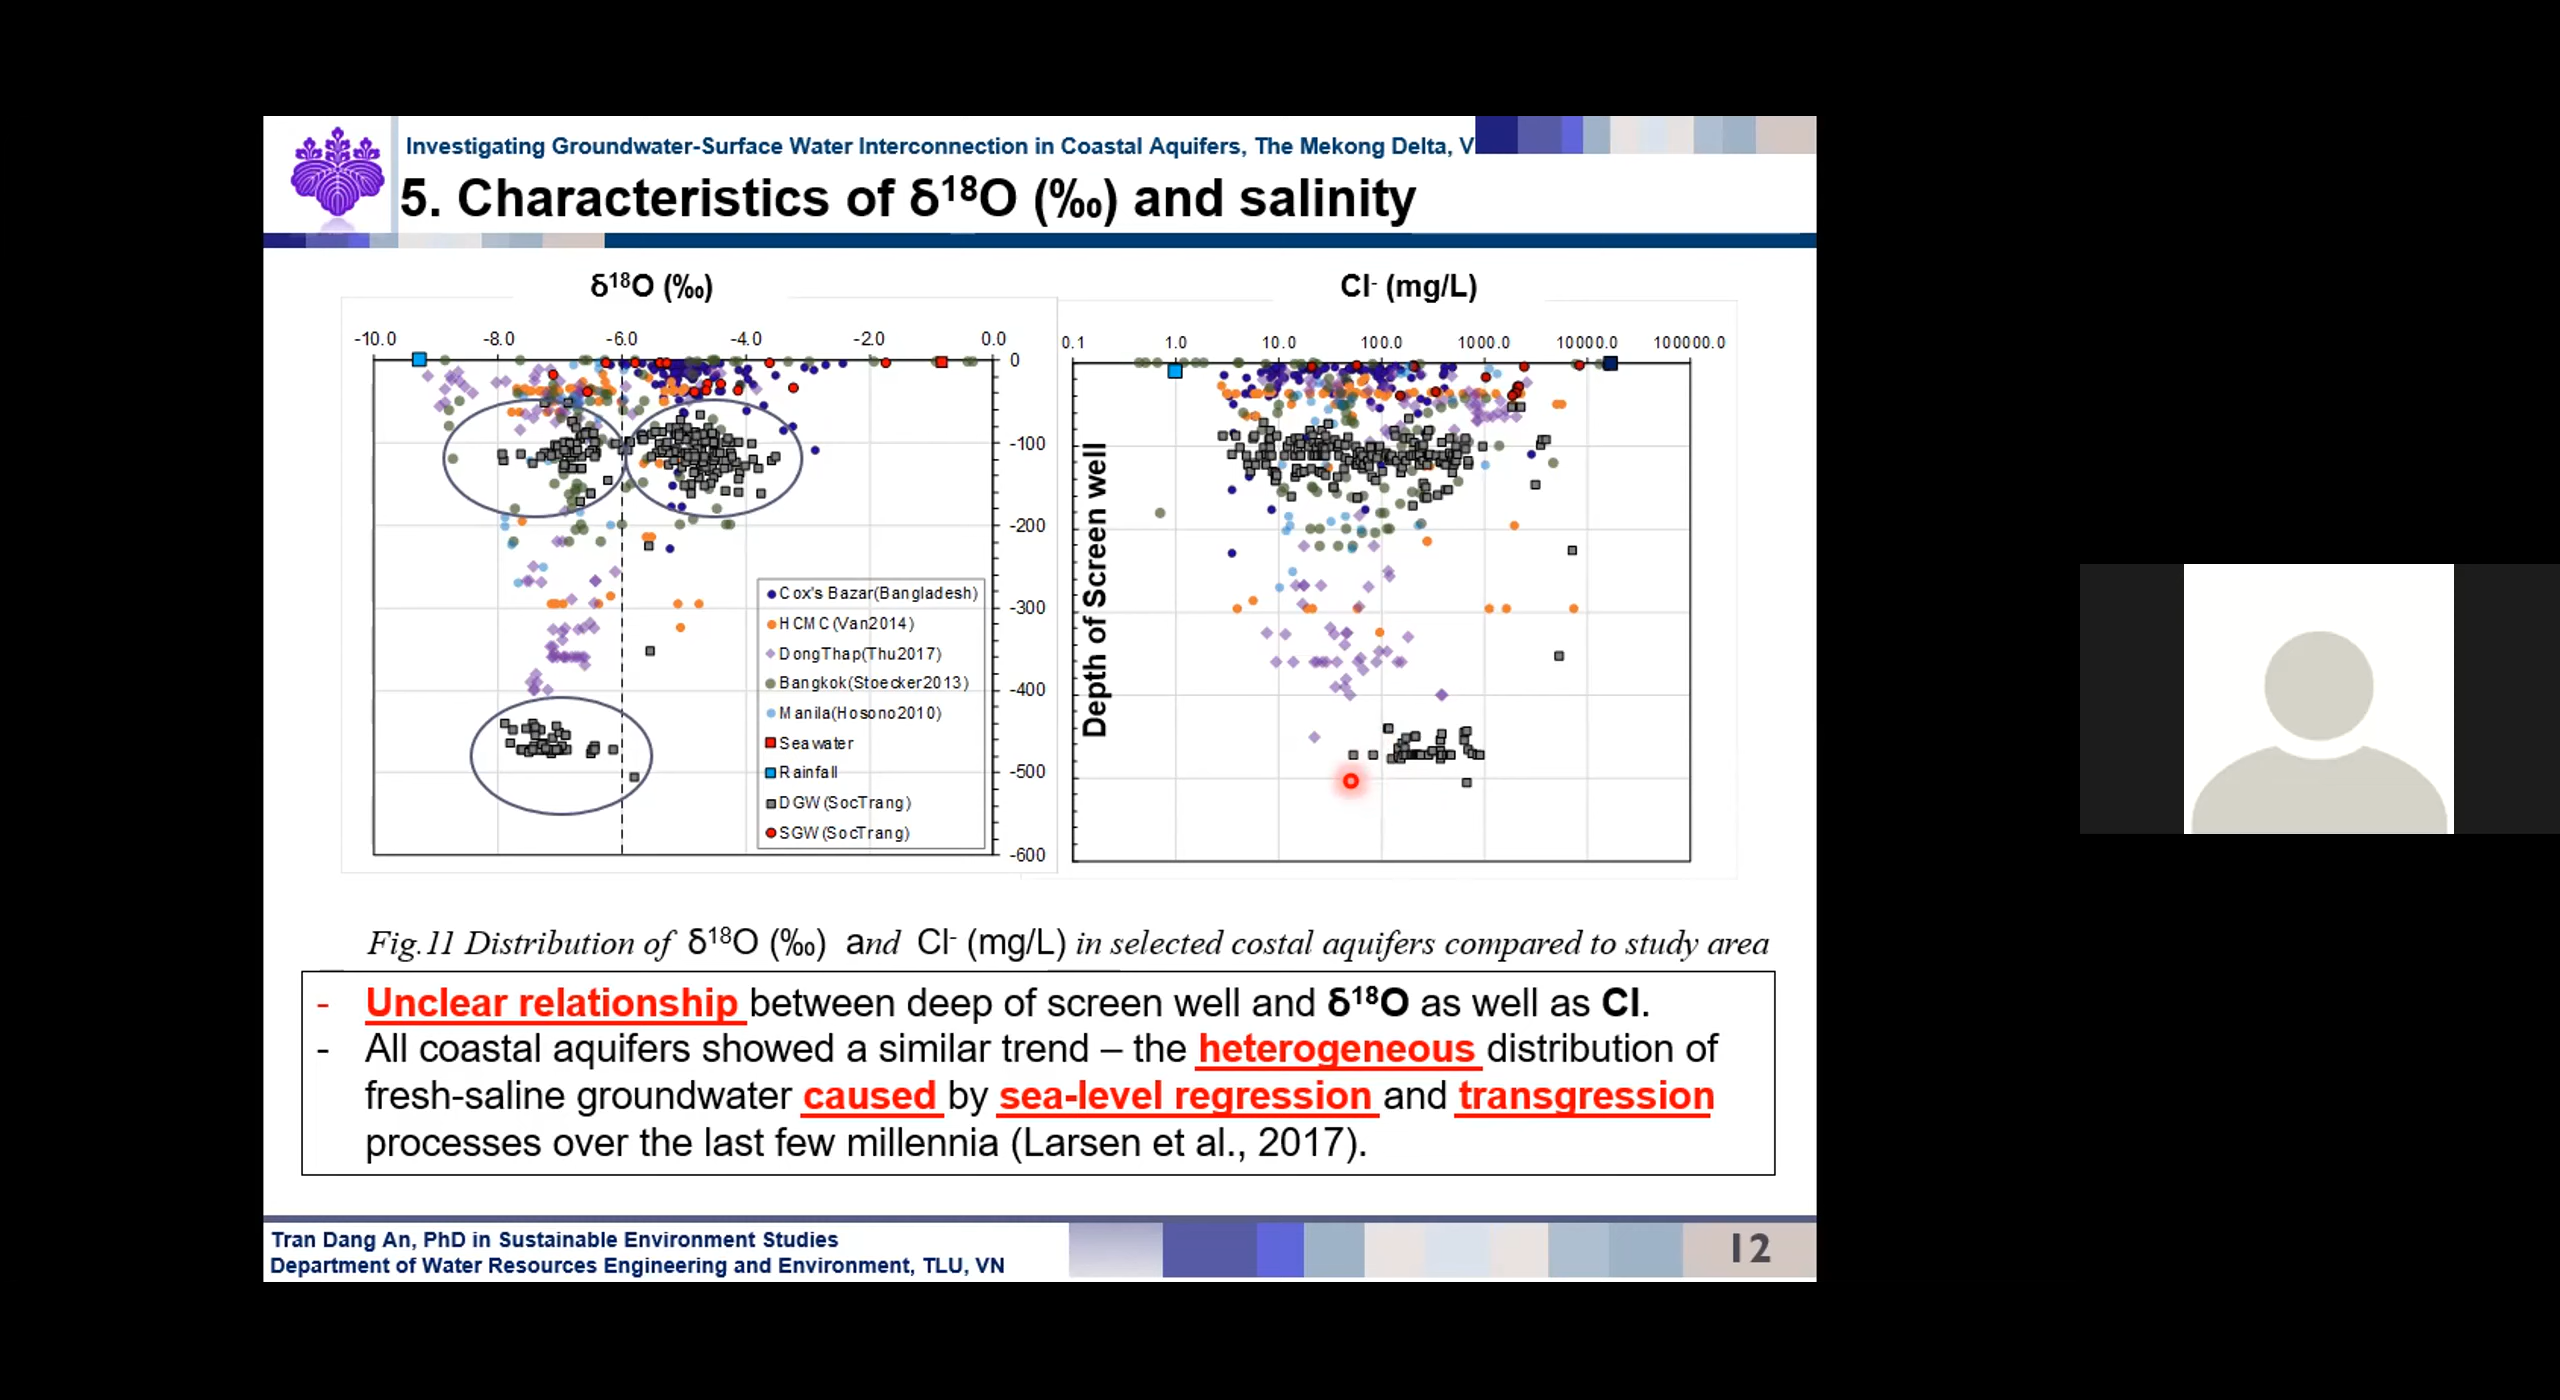 Investigating Groundwater-Surface Water Interconnection in Coastal Aquifers, The Mekong Delta, V
5. Characteristics of δ¹⁸O (‰) and salinity
δ¹⁸O (‰)
Cl⁻ (mg/L)
-10.0 -8.0 -6.0 -4.0 -2.0 0.0
0.1 1.0 10.0 100.0 1000.0 10000.0 100000.0
0
-100
-200
-300
-400
-500
-600
Cox's Bazar(Bangladesh)
HCMC(Van2014)
DongThap(Thu2017)
Bangkok(Stoecker2013)
Manila(Hosono2010)
Seawater
Rainfall
DGW(SocTrang)
SGW(SocTrang)
Depth of Screen well
Fig.11 Distribution of δ¹⁸O (‰) and Cl⁻ (mg/L) in selected costal aquifers compared to study area
- Unclear relationship between deep of screen well and δ¹⁸O as well as Cl.
- All coastal aquifers showed a similar trend – the heterogeneous distribution of
fresh-saline groundwater caused by sea-level regression and transgression
processes over the last few millennia (Larsen et al., 2017).
Tran Dang An, PhD in Sustainable Environment Studies
Department of Water Resources Engineering and Environment, TLU, VN
12